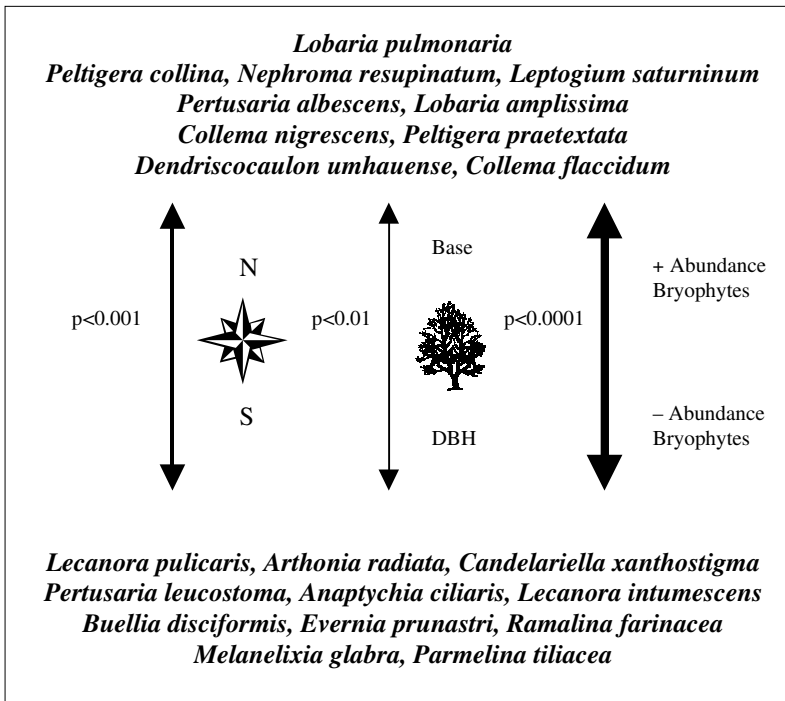 Lobaria pulmonaria
Peltigera collina, Nephroma resupinatum, Leptogium saturninum
Pertusaria albescens, Lobaria amplissima
Collema nigrescens, Peltigera praetextata
Dendriscocaulon umhauense, Collema flaccidum
N
S
p<0.001
Base
DBH
p<0.01
p<0.0001
+ Abundance
Bryophytes
– Abundance
Bryophytes
Lecanora pulicaris, Arthonia radiata, Candelariella xanthostigma
Pertusaria leucostoma, Anaptychia ciliaris, Lecanora intumescens
Buellia disciformis, Evernia prunastri, Ramalina farinacea
Melanelixia glabra, Parmelina tiliacea